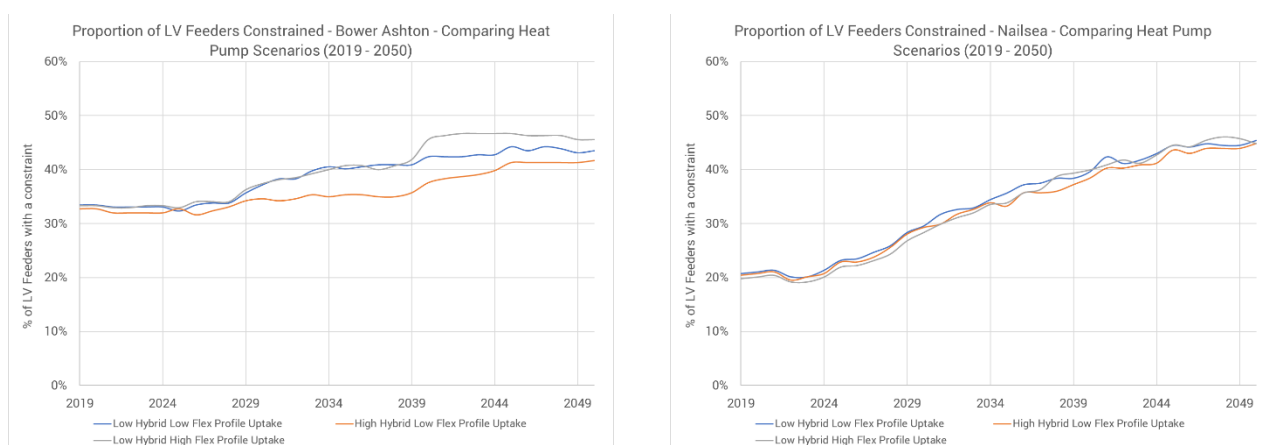 Proportion of LV Feeders Constrained - Bower Ashton - Comparing Heat
Pump Scenarios (2019 - 2050)
% of LV Feeders with a constraint
60%
50%
40%
30%
20%
10%
0%
2019 2024 2029 2034 2039 2044 2049
Low Hybrid Low Flex Profile Uptake High Hybrid Low Flex Profile Uptake
Low Hybrid High Flex Profile Uptake
Proportion of LV Feeders Constrained - Nailsea - Comparing Heat Pump
Scenarios (2019 - 2050)
% of LV Feeders with a constraint
60%
50%
40%
30%
20%
10%
0%
2019 2024 2029 2034 2039 2044 2049
Low Hybrid Low Flex Profile Uptake High Hybrid Low Flex Profile Uptake
Low Hybrid High Flex Profile Uptake